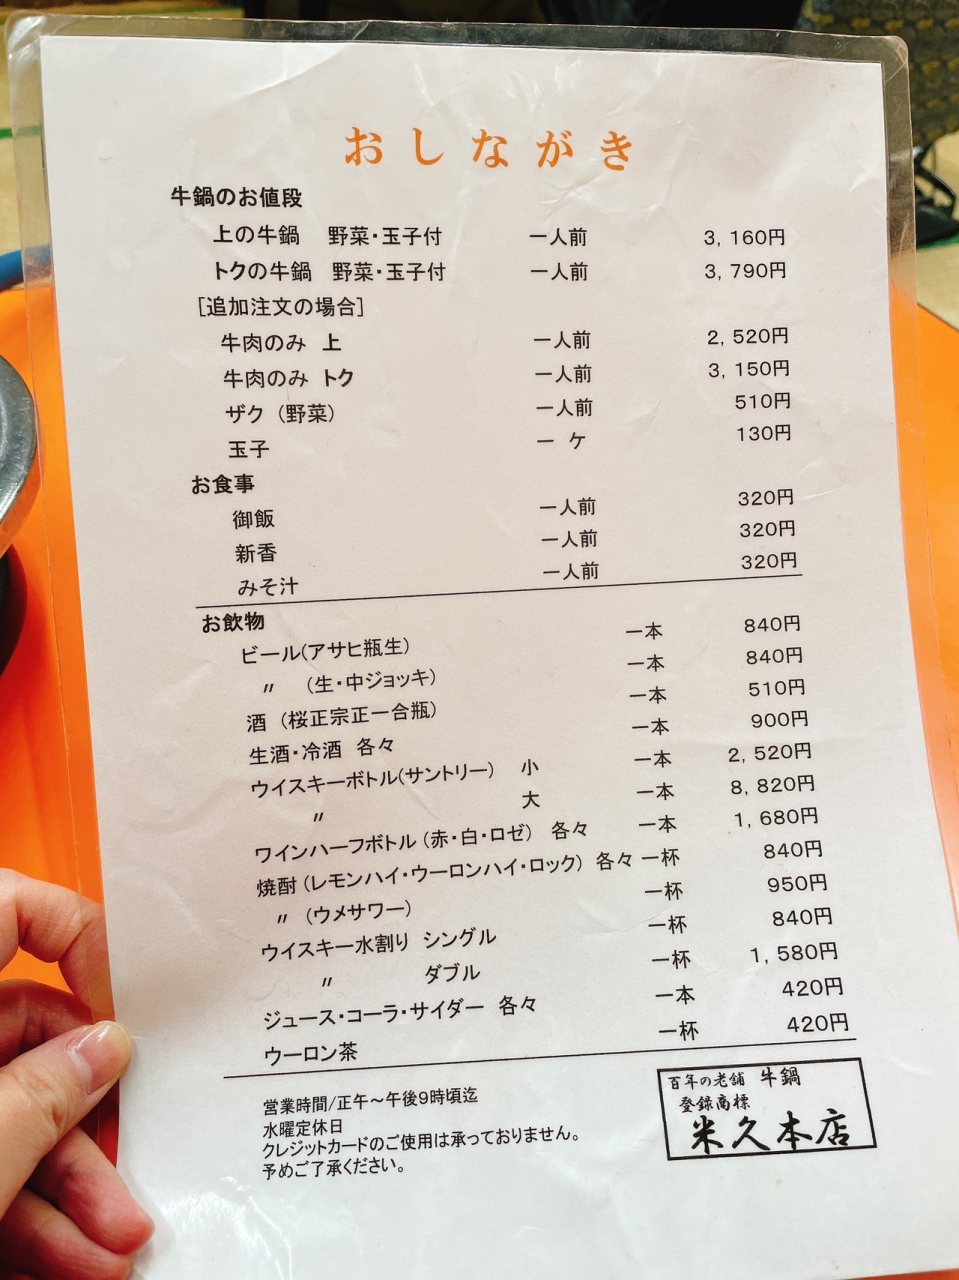 おしながき
牛鍋のお値段
上の牛鍋 野菜・玉子付 一人前 3,160円
トクの牛鍋 野菜・玉子付 一人前 3,790円
[追加注文の場合]
牛肉のみ 上 一人前 2,520円
牛肉のみ トク 一人前 3,150円
ザク（野菜） 一人前 510円
玉子 一ケ 130円
お食事
御飯 一人前 320円
新香 一人前 320円
みそ汁 一人前 320円
お飲物
ビール(アサヒ瓶生) 一本 840円
〃 （生・中ジョッキ) 一本 840円
酒（桜正宗正一合瓶) 一本 510円
生酒・冷酒 各々 一本 900円
ウイスキーボトル(サントリー) 小 一本 2,520円
〃 大 一本 8,820円
ワインハーフボトル（赤・白・ロゼ） 各々 一本 1,680円
焼酎（レモンハイ・ウーロンハイ・ロック） 各々 一杯 840円
〃（ウメサワー) 一杯 950円
ウイスキー水割り シングル 一杯 840円
〃 ダブル 一杯 1,580円
ジュース・コーラ・サイダー 各々 一本 420円
ウーロン茶 一杯 420円
営業時間/正午～午後9時頃迄
水曜定休日
クレジットカードのご使用は承っておりません。
予めご了承ください。
百年の老舗 牛鍋
登録商標
米久本店